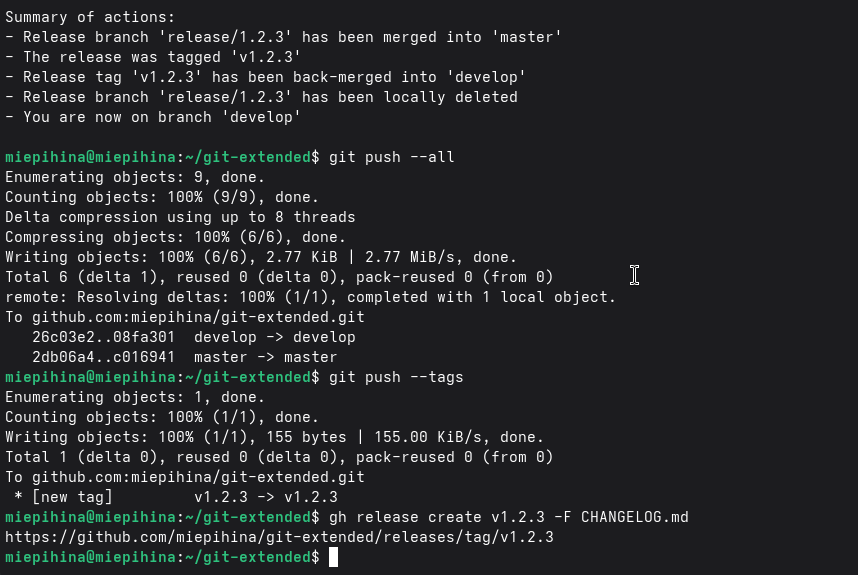 Summary of actions:
- Release branch 'release/1.2.3' has been merged into 'master'
- The release was tagged 'v1.2.3'
- Release tag 'v1.2.3' has been back-merged into 'develop'
- Release branch 'release/1.2.3' has been locally deleted
- You are now on branch 'develop'

miepihina@miepihina:~/git-extended$ git push --all
Enumerating objects: 9, done.
Counting objects: 100% (9/9), done.
Delta compression using up to 8 threads
Compressing objects: 100% (6/6), done.
Writing objects: 100% (6/6), 2.77 KiB | 2.77 MiB/s, done.
Total 6 (delta 1), reused 0 (delta 0), pack-reused 0 (from 0)
remote: Resolving deltas: 100% (1/1), completed with 1 local object.
To github.com:miepihina/git-extended.git
   26c03e2..08fa301  develop -> develop
   2db06a4..c016941  master -> master
miepihina@miepihina:~/git-extended$ git push --tags
Enumerating objects: 1, done.
Counting objects: 100% (1/1), done.
Writing objects: 100% (1/1), 155 bytes | 155.00 KiB/s, done.
Total 1 (delta 0), reused 0 (delta 0), pack-reused 0 (from 0)
To github.com:miepihina/git-extended.git
 * [new tag]         v1.2.3 -> v1.2.3
miepihina@miepihina:~/git-extended$ gh release create v1.2.3 -F CHANGELOG.md
https://github.com/miepihina/git-extended/releases/tag/v1.2.3
miepihina@miepihina:~/git-extended$